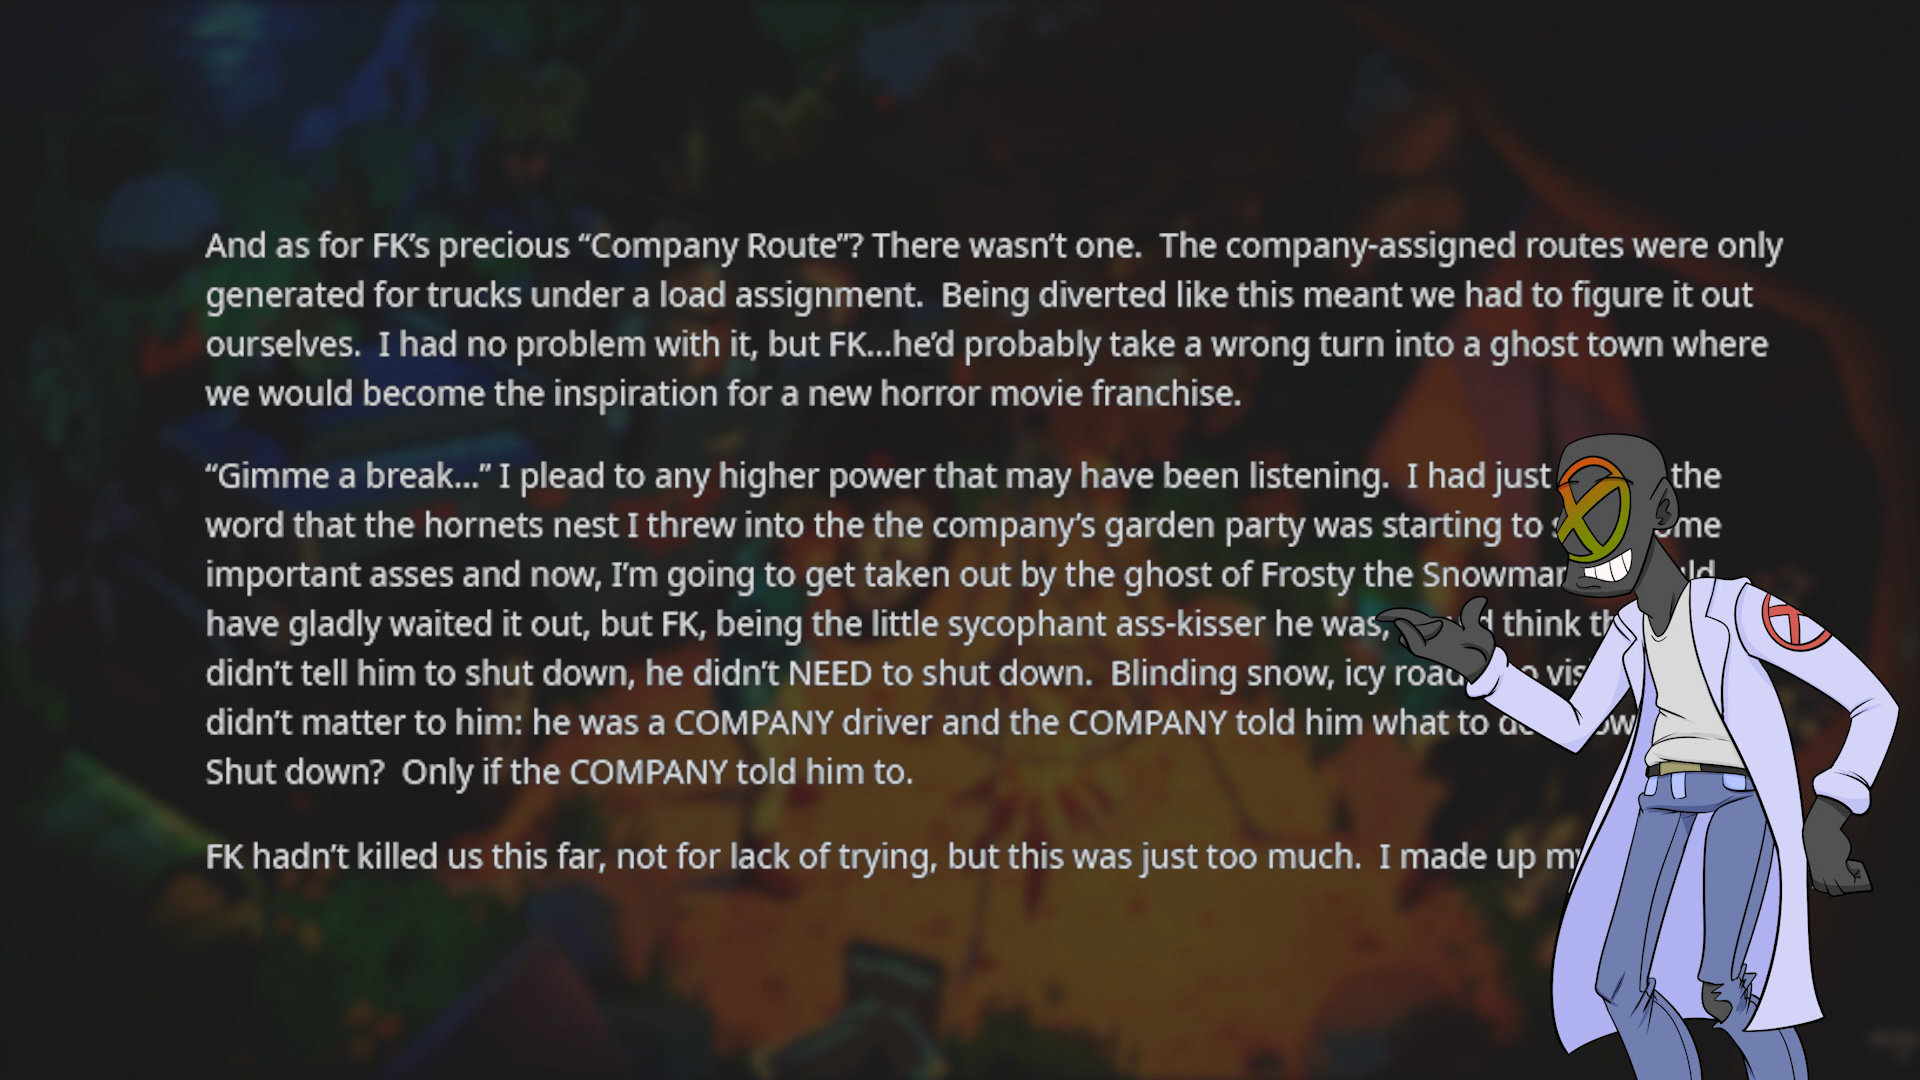 And as for FK’s precious “Company Route”? There wasn’t one.  The company-assigned routes were only
generated for trucks under a load assignment.  Being diverted like this meant we had to figure it out
ourselves.  I had no problem with it, but FK...he’d probably take a wrong turn into a ghost town where
we would become the inspiration for a new horror movie franchise.
“Gimme a break...” I plead to any higher power that may have been listening.  I had just the
word that the hornets nest I threw into the the company’s garden party was starting to
important asses and now, I’m going to get taken out by the ghost of Frosty the Snowman
have gladly waited it out, but FK, being the little sycophant ass-kisser he was, think
didn’t tell him to shut down, he didn’t NEED to shut down.  Blinding snow, icy
didn’t matter to him: he was a COMPANY driver and the COMPANY told him what to
Shut down?  Only if the COMPANY told him to.
FK hadn’t killed us this far, not for lack of trying, but this was just too much.  I made up